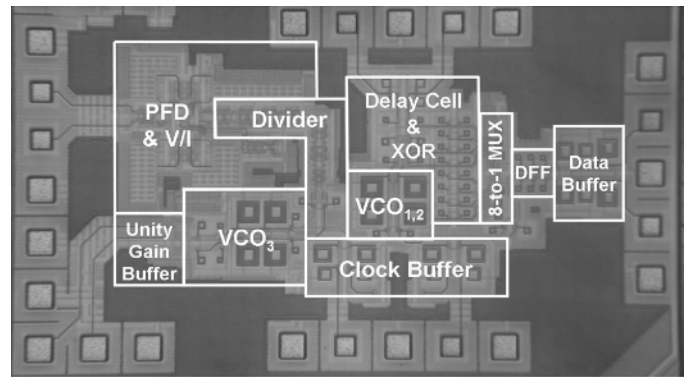 PFD
& V/I
Divider
Delay Cell
&
XOR
8-to-1 MUX
DFF
Data
Buffer
VCO1,2
Unity
Gain
Buffer
VCO3
Clock Buffer